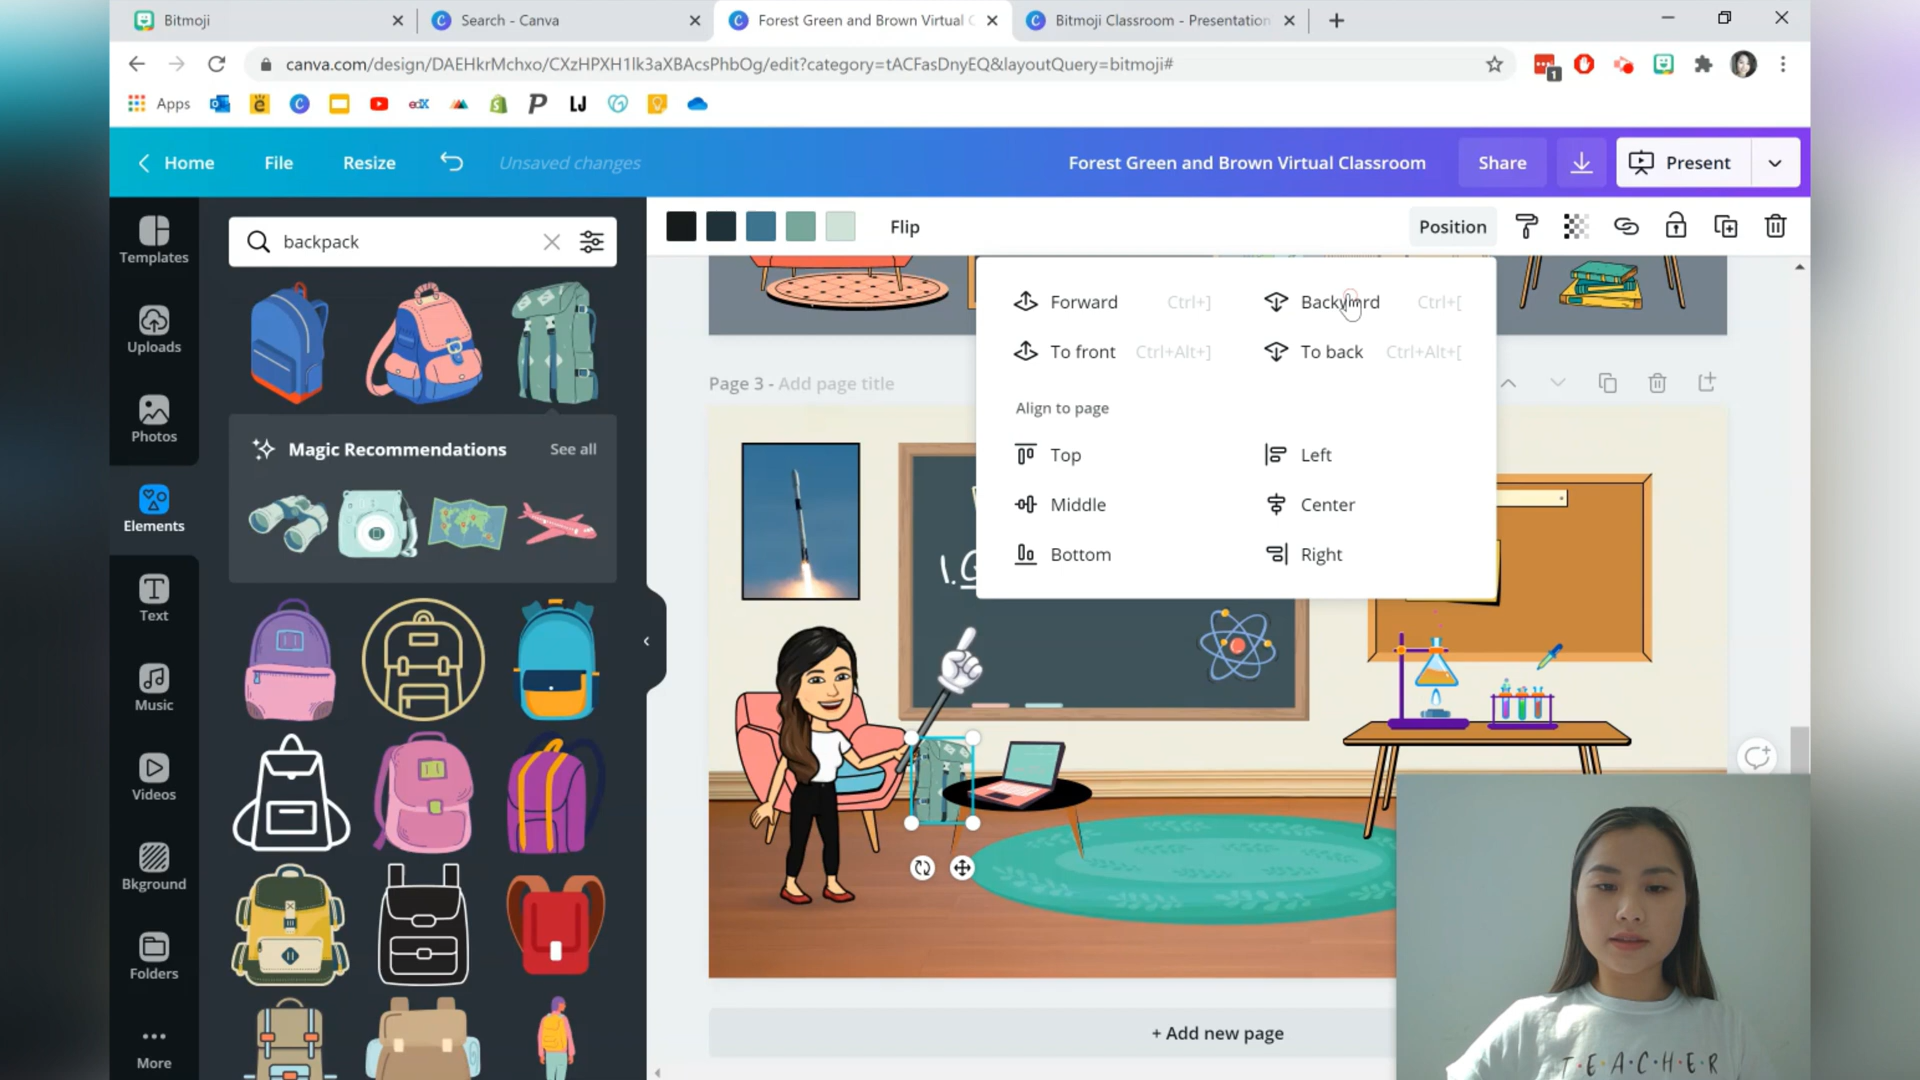 Bitmoji
Search - Canva
Forest Green and Brown Virtual C
Bitmoji Classroom - Presentation
canva.com/design/DAEHkrMchxo/CXzHPXH1lk3aXBAcsPhbOg/edit?category=tACFasDnyEQ&layoutQuery=bitmoji#
1
Apps
edX
P
IJ
Home
File
Resize
Unsaved changes
Forest Green and Brown Virtual Classroom
Share
Present
Templates
Uploads
Photos
Elements
Text
Music
Videos
Bkground
Folders
More
backpack
Magic Recommendations
See all
Flip
Position
Forward Ctrl+]
Backward Ctrl+[
To front Ctrl+Alt+]
To back Ctrl+Alt+[
Align to page
Top
Left
Middle
Center
Bottom
Right
Page 3 - Add page title
1.
+ Add new page
T·E·A·C·H·E·R